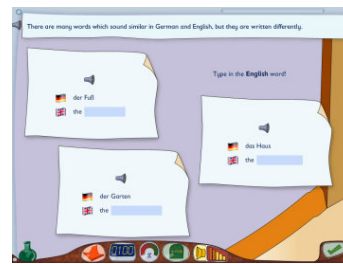 There are many words which sound similar in German and English, but they are written differently.
Type in the English word!
der Fuß
the
das Haus
the
der Garten
the